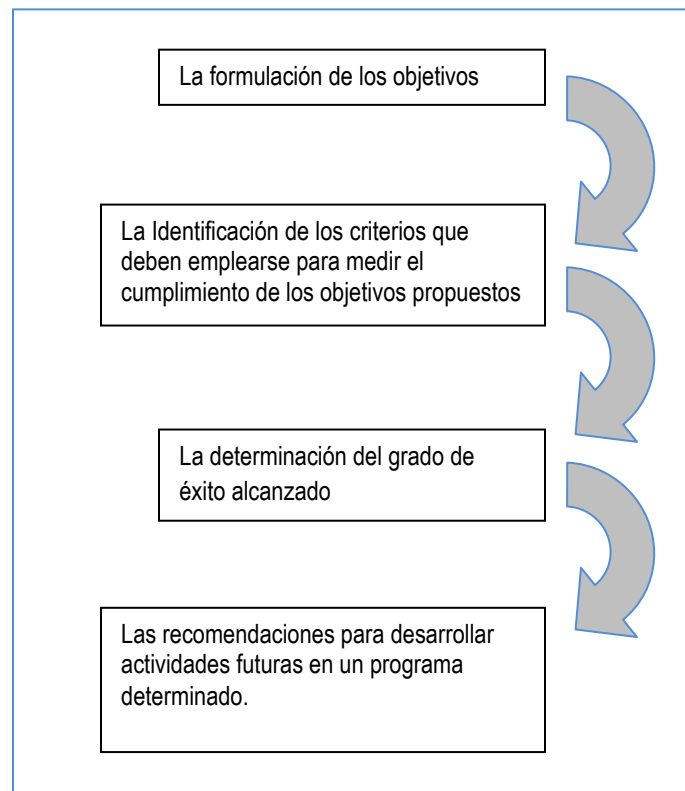 La formulación de los objetivos
La Identificación de los criterios que
deben emplearse para medir el
cumplimiento de los objetivos propuestos
La determinación del grado de
éxito alcanzado
Las recomendaciones para desarrollar
actividades futuras en un programa
determinado.